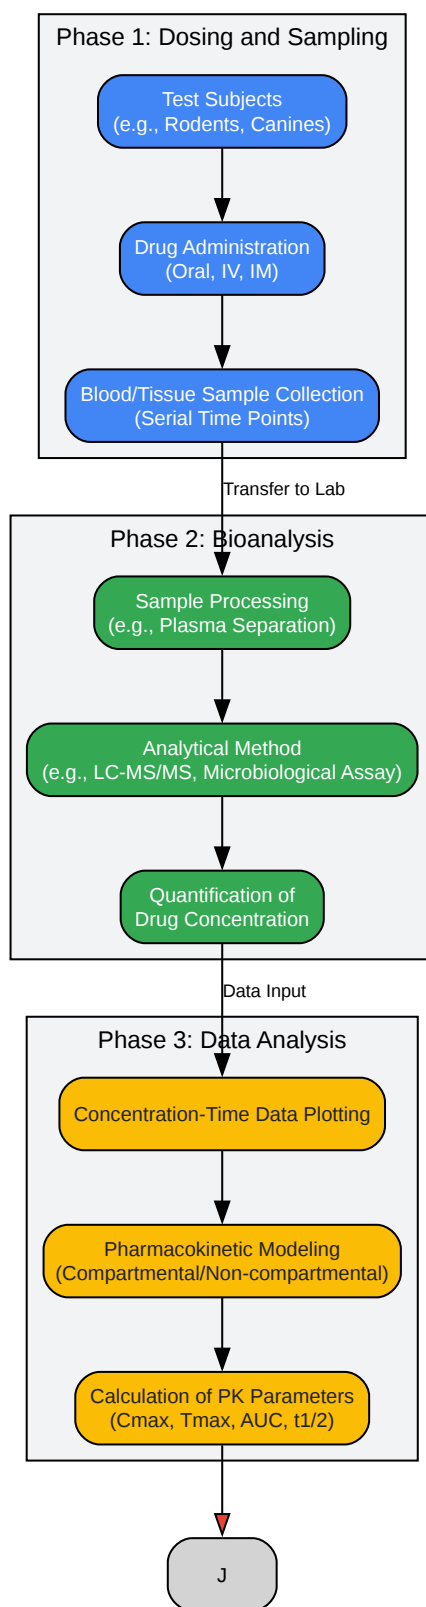 Phase 1: Dosing and Sampling
Test Subjects
(e.g., Rodents, Canines)
Drug Administration
(Oral, IV, IM)
Blood/Tissue Sample Collection
(Serial Time Points)
Transfer to Lab
Phase 2: Bioanalysis
Sample Processing
(e.g., Plasma Separation)
Analytical Method
(e.g., LC-MS/MS, Microbiological Assay)
Quantification of
Drug Concentration
Data Input
Phase 3: Data Analysis
Concentration-Time Data Plotting
Pharmacokinetic Modeling
(Compartmental/Non-compartmental)
Calculation of PK Parameters
(Cmax, Tmax, AUC, t1/2)
J